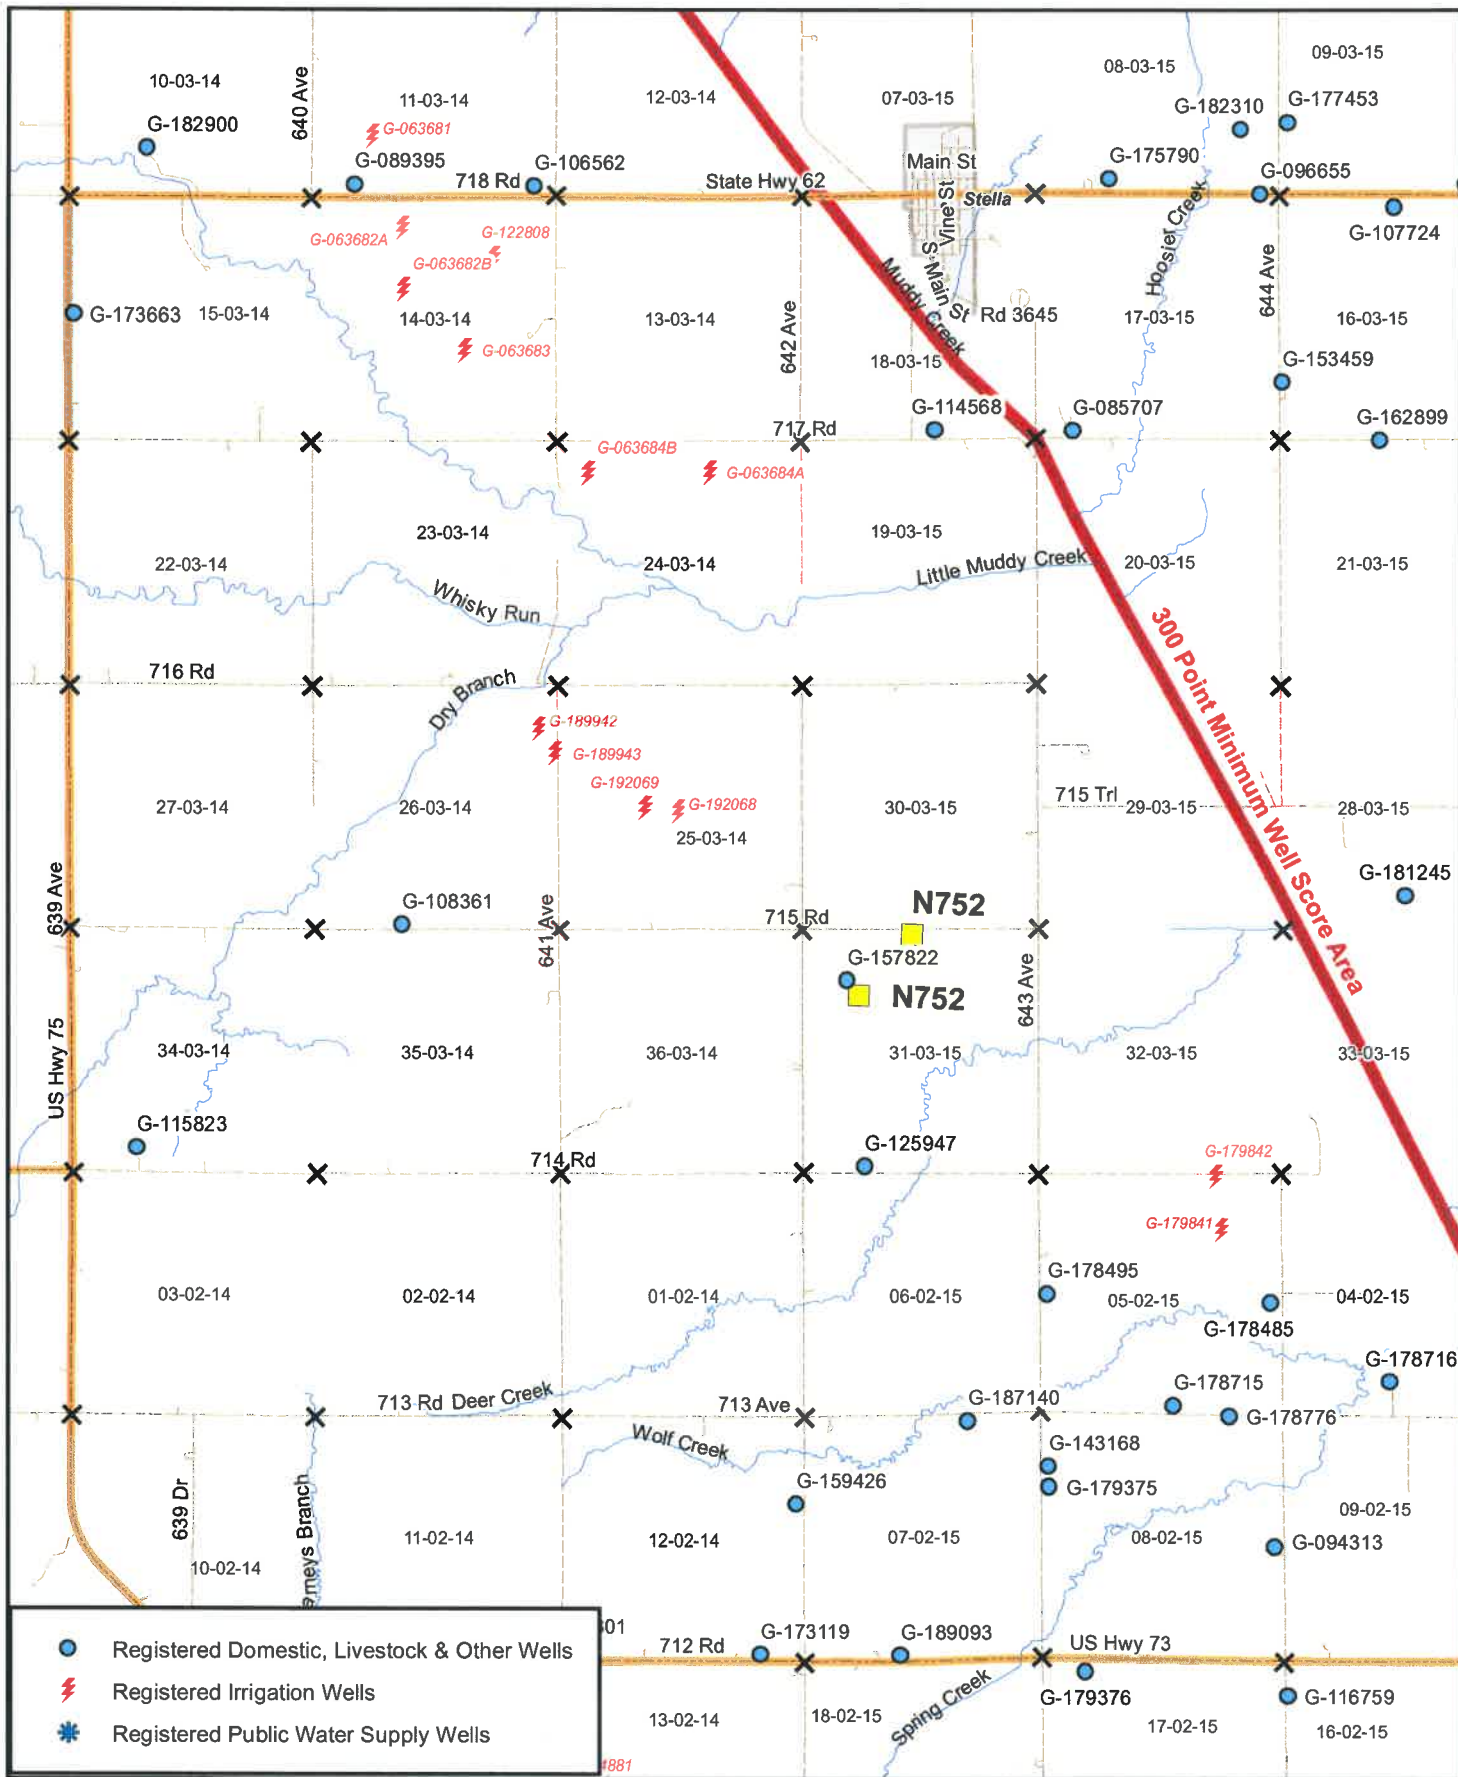 10-03-14
640 Ave
11-03-14
12-03-14
07-03-15
08-03-15
09-03-15
G-182900
G-063681
G-182310
G-177453
G-089395
G-106562
718 Rd
State Hwy 62
Main St
Vine St
Stella
S Main St
G-175790
G-096655
G-107724
G-063682A
G-122808
G-063682B
Muddy Creek
Hoosier Creek
644 Ave
G-173663
15-03-14
14-03-14
13-03-14
642 Ave
Rd 3645
17-03-15
16-03-15
G-063683
18-03-15
G-153459
G-114568
G-085707
G-162899
717 Rd
G-063684B
G-063684A
22-03-14
23-03-14
24-03-14
19-03-15
Little Muddy Creek
20-03-15
21-03-15
Whisky Run
716 Rd
Dry Branch
300 Point Minimum Well Score Area
G-189942
G-189943
G-192069
G-192068
27-03-14
26-03-14
25-03-14
30-03-15
715 Trl
29-03-15
28-03-15
639 Ave
G-108361
641 Ave
715 Rd
N752
G-181245
G-157822
N752
643 Ave
US Hwy 75
34-03-14
35-03-14
36-03-14
31-03-15
32-03-15
33-03-15
G-115823
714 Rd
G-125947
G-179842
G-179841
03-02-14
02-02-14
01-02-14
06-02-15
G-178495
05-02-15
G-178485
04-02-15
G-178716
713 Rd
Deer Creek
713 Ave
G-187140
G-178715
G-178776
Wolf Creek
G-143168
G-179375
G-159426
639 Dr
emeys Branch
10-02-14
11-02-14
12-02-14
07-02-15
08-02-15
09-02-15
G-094313
301
712 Rd
G-173119
G-189093
US Hwy 73
G-179376
G-116759
Spring Creek
13-02-14
18-02-15
17-02-15
16-02-15
#881
Registered Domestic, Livestock & Other Wells
Registered Irrigation Wells
Registered Public Water Supply Wells